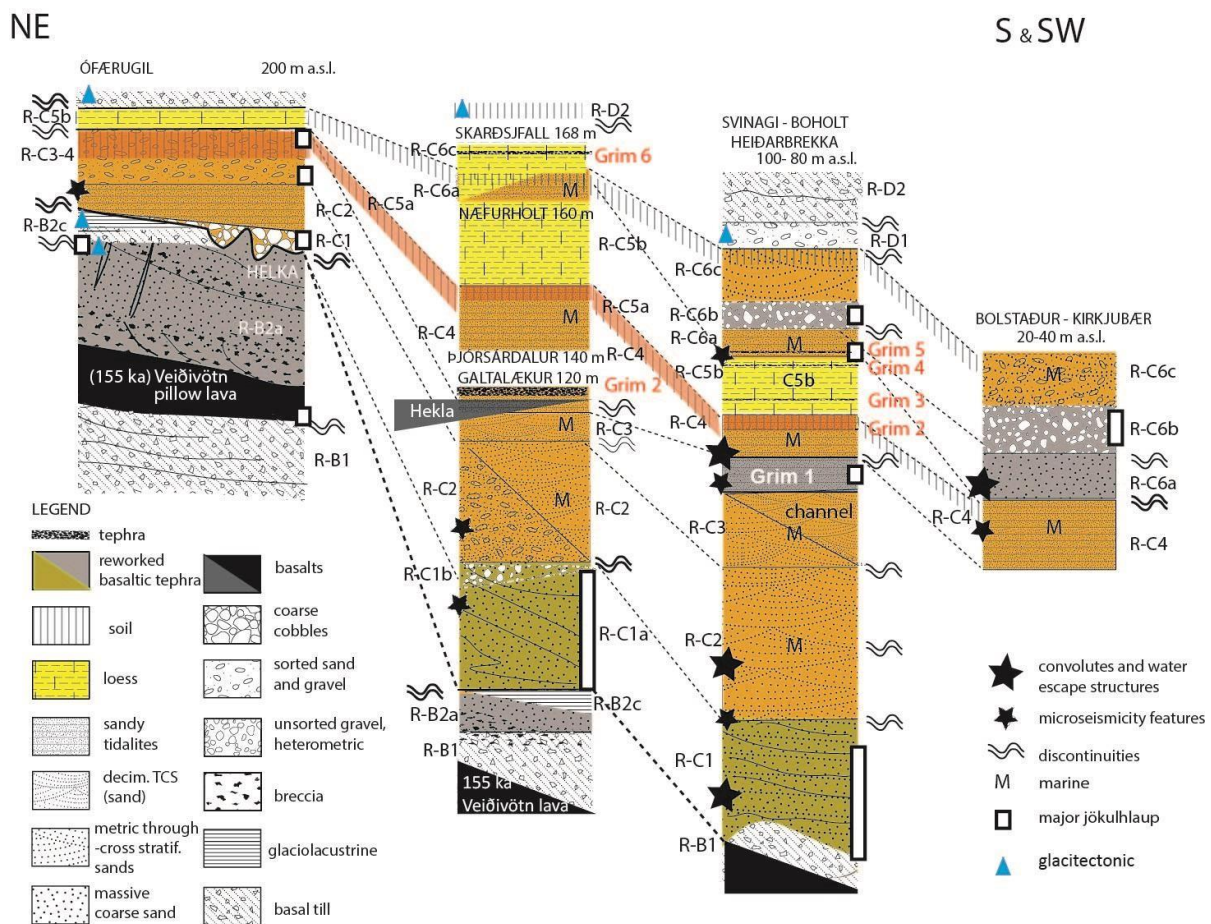 NE
S & SW
ÓFÆRUGIL 200 m a.s.l.
R-C5b
R-C3-4
R-B2c
R-C2
R-C1
HELKA
R-B2a
(155 ka) Veiðivötn
pillow lava
R-B1
R-C5a
R-D2
SKARÐSJFALL 168 m
R-C6c
Grim 6
R-C6a
M
NÆFURHOLT 160 m
R-C5b
R-C5a
R-C4
M
R-C4
ÞJÓRSÁRDALUR 140 m
GALTALÆKUR 120 m
Grim 2
Hekla
M
R-C3
R-C2
M
R-C2
R-C1b
R-C1a
R-B2a
R-B2c
R-B1
155 ka
Veiðivötn lava
SVINAGI - BOHOLT
HEIÐARBREKKA
100- 80 m a.s.l.
R-D2
R-D1
R-C6c
R-C6b
R-C6a
M
Grim 5
Grim 4
R-C5b
C5b
Grim 3
R-C4
Grim 2
M
Grim 1
channel
M
R-C3
R-C2
M
R-C1
R-B1
BOLSTAÐUR - KIRKJUBÆR
20-40 m a.s.l.
M
R-C6c
R-C6b
R-C6a
R-C4
M
R-C4
LEGEND
tephra
reworked
basaltic tephra
basalts
soil
coarse
cobbles
loess
sorted sand
and gravel
sandy
tidalites
unsorted gravel,
heterometric
decim. TCS
(sand)
breccia
metric through
-cross stratif.
sands
glaciolacustrine
massive
coarse sand
basal till
convolutes and water
escape structures
microseismicity features
discontinuities
M marine
major jökulhlaup
glacitectonic